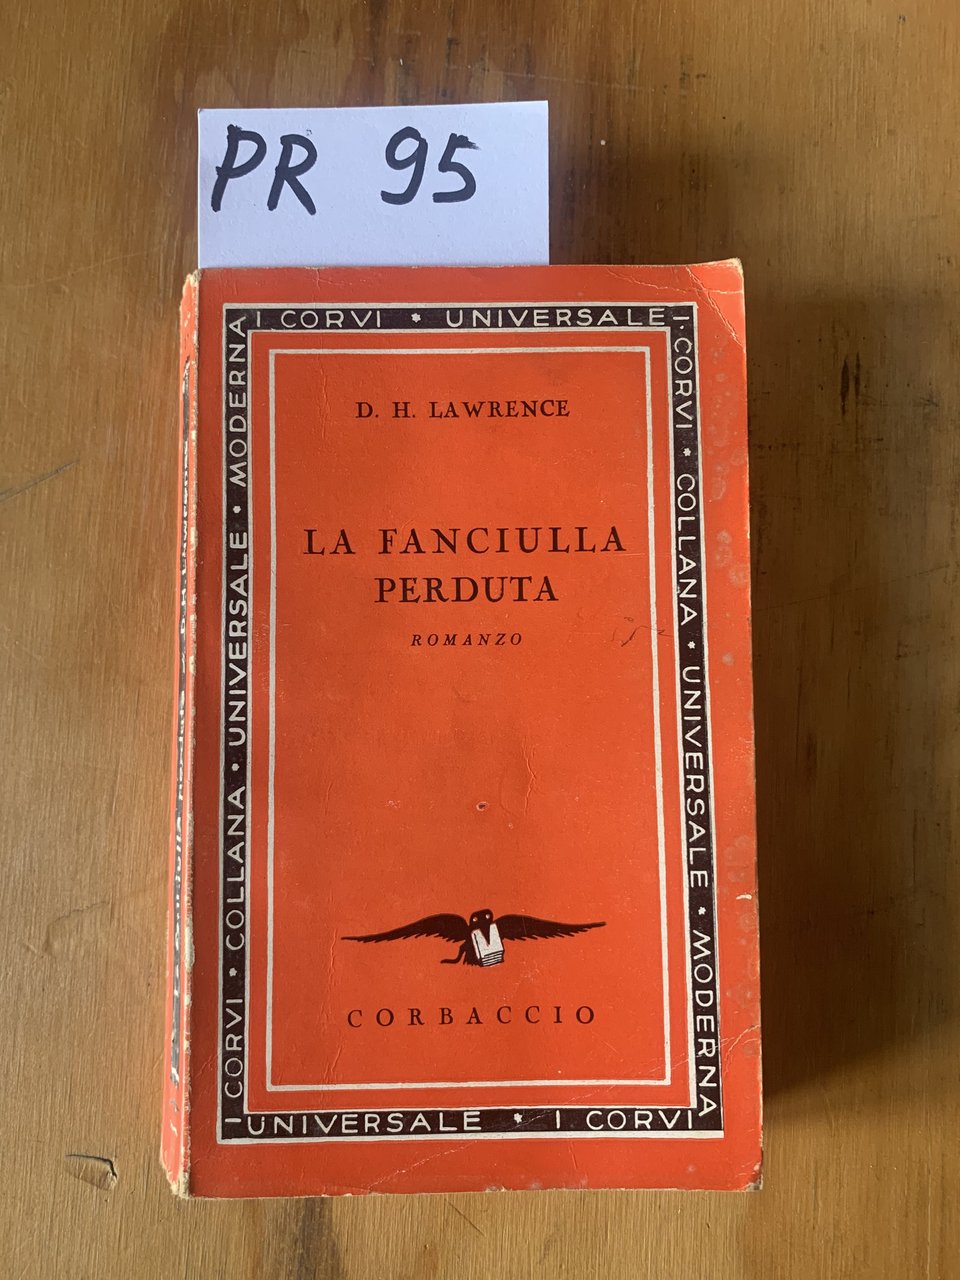 PR 95
I CORVI * UNIVERSALE
I CORVI * COLLANA * UNIVERSALE * MODERNA
I CORVI * COLLANA * UNIVERSALE * MODERNA
D. H. LAWRENCE
LA FANCIULLA
PERDUTA
ROMANZO
CORBACCIO
UNIVERSALE * I CORVI